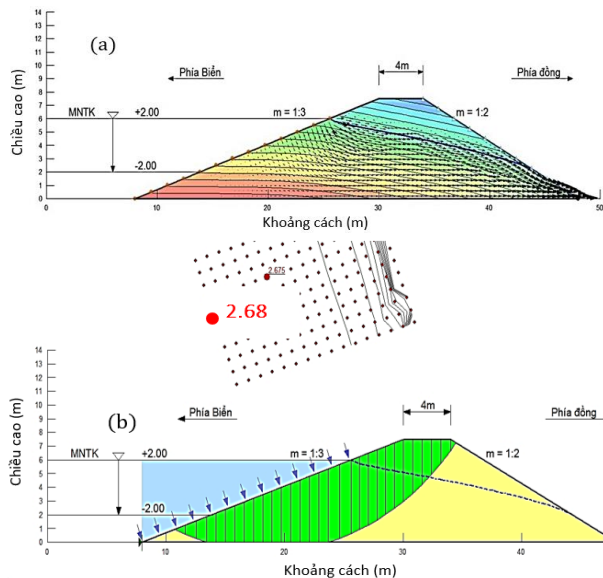 14
13
12
11
10
9
8
7
6
5
4
3
2
1
0
Chiều cao (m)
(a)
Phía Biển
4m
Phía đồng
MNTK
+2.00
m = 1:3
m = 1:2
-2.00
0
10
20
30
40
50
Khoảng cách (m)
2.675
2.68
14
13
12
11
10
9
8
7
6
5
4
3
2
1
0
Chiều cao (m)
(b)
Phía Biển
4m
Phía đồng
MNTK
+2.00
m = 1:3
m = 1:2
-2.00
0
10
20
30
40
Khoảng cách (m)